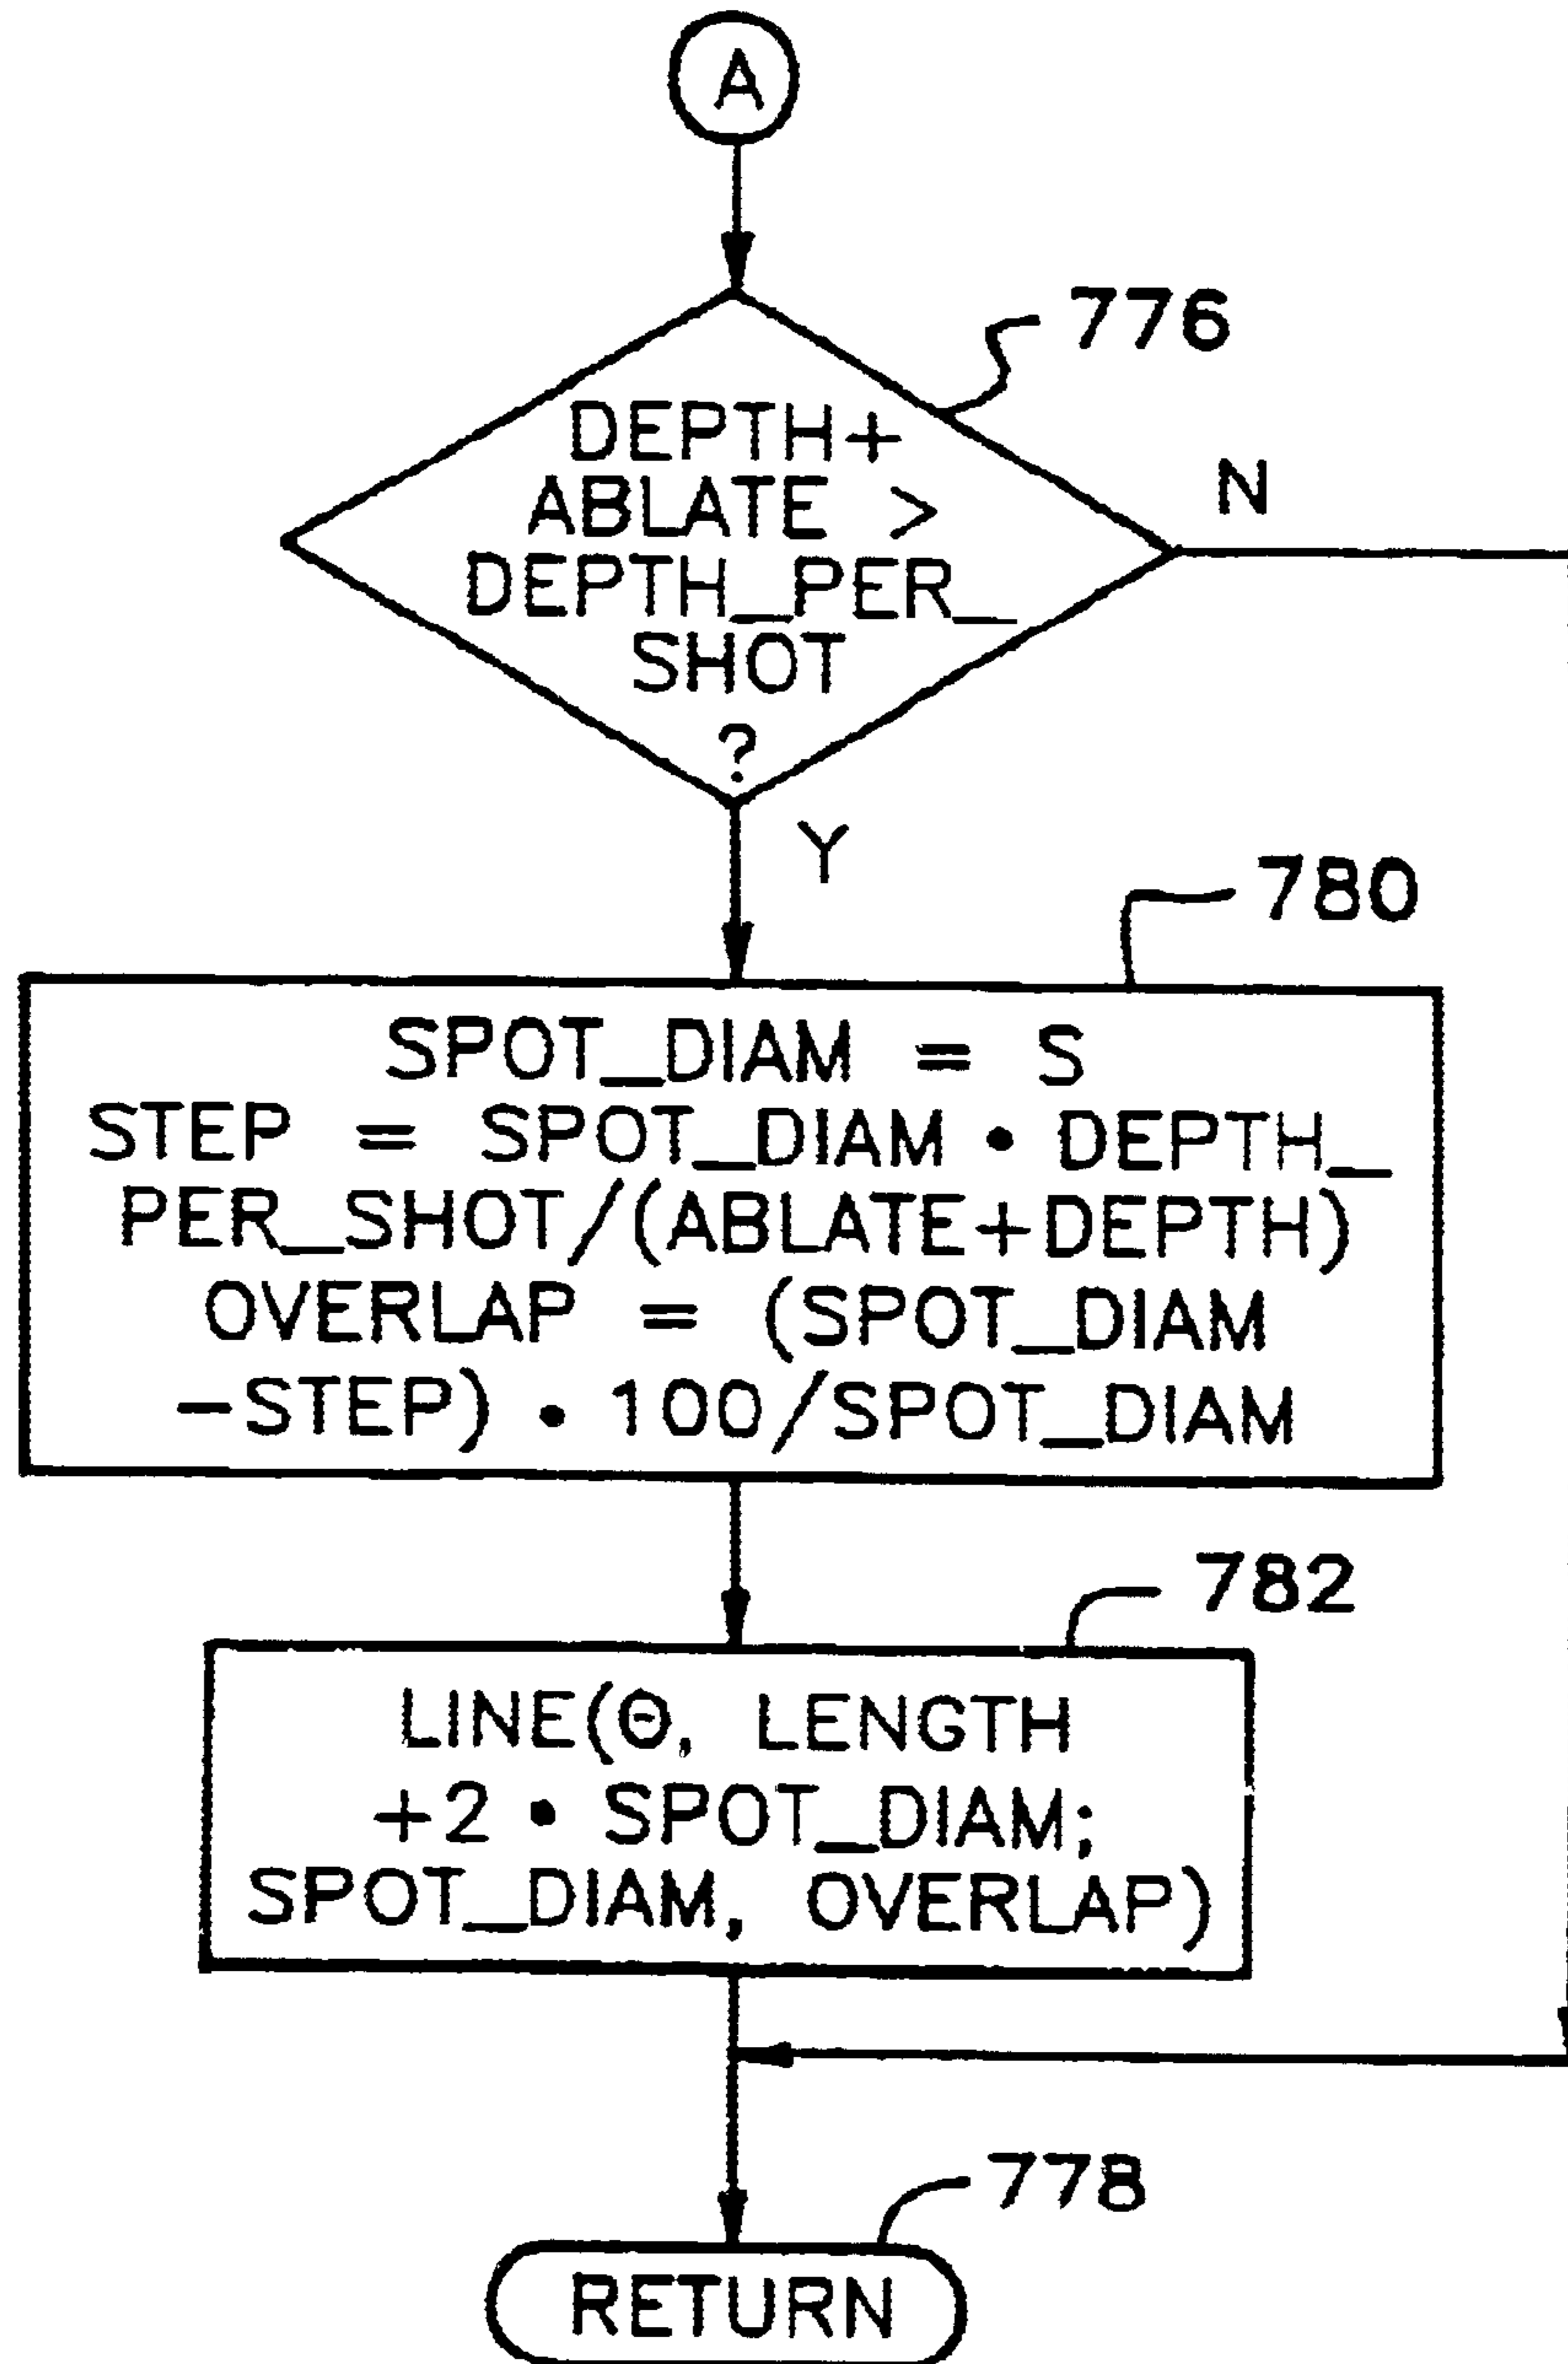 A
776
DEPTH+
ABLATE >
DEPTH_PER_
SHOT
?
N
Y
780
SPOT_DIAM = S
STEP = SPOT_DIAM • DEPTH_
PER_SHOT/(ABLATE+DEPTH)
OVERLAP = (SPOT_DIAM
-STEP) • 100/SPOT_DIAM
782
LINE(Θ, LENGTH
+2 • SPOT_DIAM;
SPOT_DIAM, OVERLAP)
778
RETURN